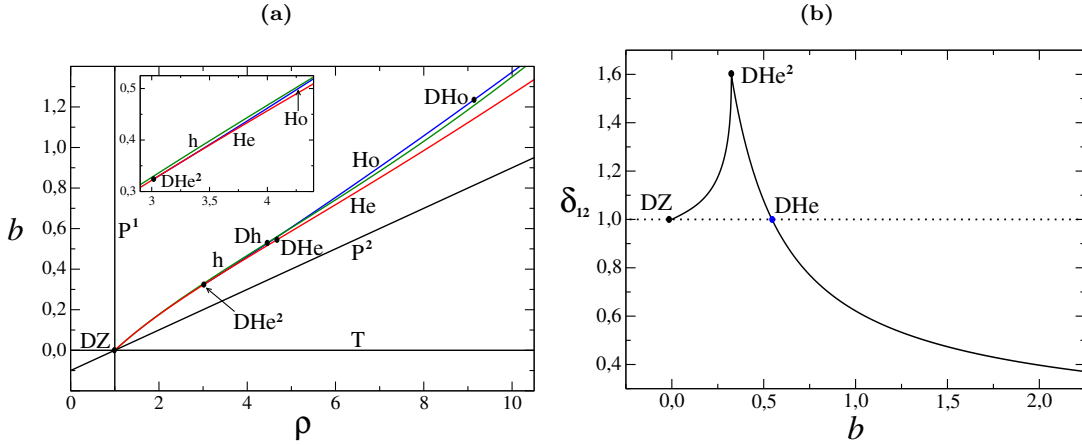 (a)
(b)
1,2
1,0
0,8
b
0,6
0,4
0,2
0,0
0
2
4
6
8
10
ρ
0,5
0,4
0,3
3
3,5
4
h
He
Ho
DHe²
P¹
Ho
DHo
He
Dh
DHe
P²
h
DHe²
DZ
T
1,6
1,4
1,2
δ₁₂
1,0
0,8
0,6
0,4
DHe²
DZ
DHe
0,0
0,5
1,0
1,5
2,0
b